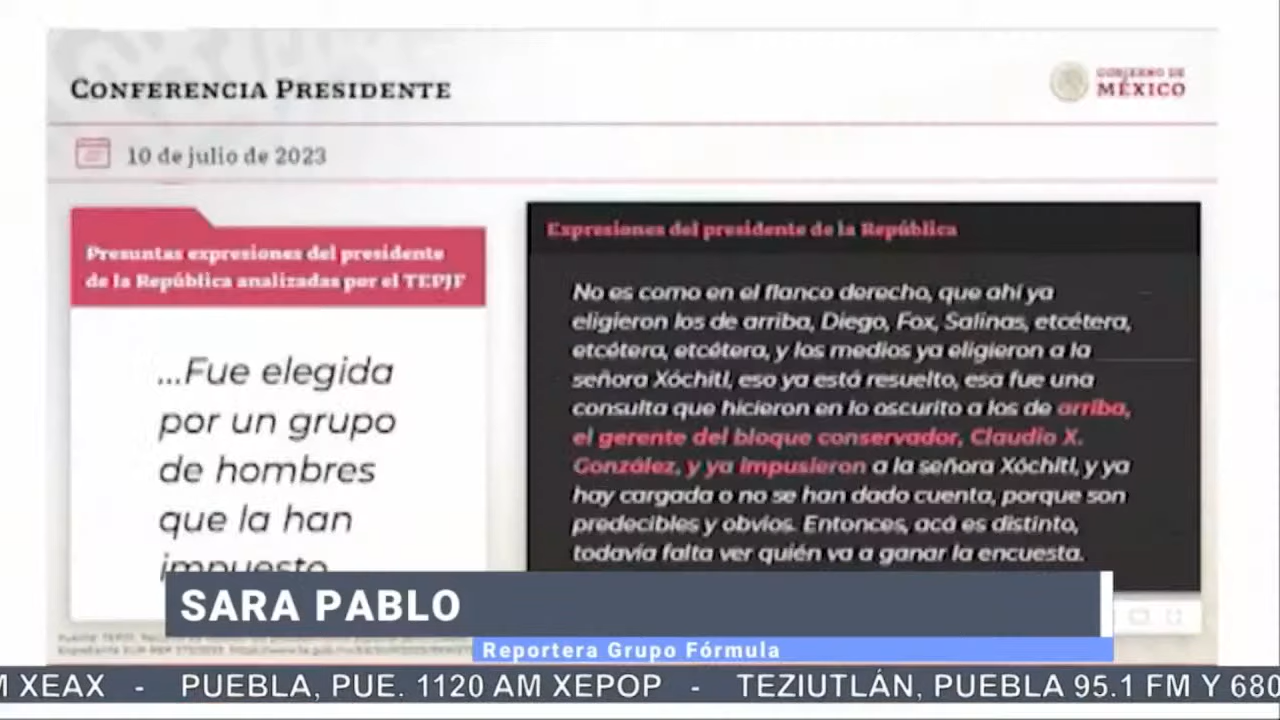 CONFERENCIA PRESIDENTE
GOBIERNO DE
MÉXICO
10 de julio de 2023
Presuntas expresiones del presidente
de la República analizadas por el TEPJF
...Fue elegida
por un grupo
de hombres
que la han
impuesto
Expresiones del presidente de la República
No es como en el flanco derecho, que ahí ya
eligieron los de arriba, Diego, Fox, Salinas, etcétera,
etcétera, etcétera, y los medios ya eligieron a la
señora Xóchitl, eso ya está resuelto, esa fue una
consulta que hicieron en lo oscurito a los de arriba,
el gerente del bloque conservador, Claudio X.
González, y ya impusieron a la señora Xóchitl, y ya
hay cargada o no se han dado cuenta, porque son
predecibles y obvios. Entonces, acá es distinto,
todavía falta ver quién va a ganar la encuesta.
SARA PABLO
Reportera Grupo Fórmula
M XEAX - PUEBLA, PUE. 1120 AM XEPOP - TEZIUTLÁN, PUEBLA 95.1 FM Y 680